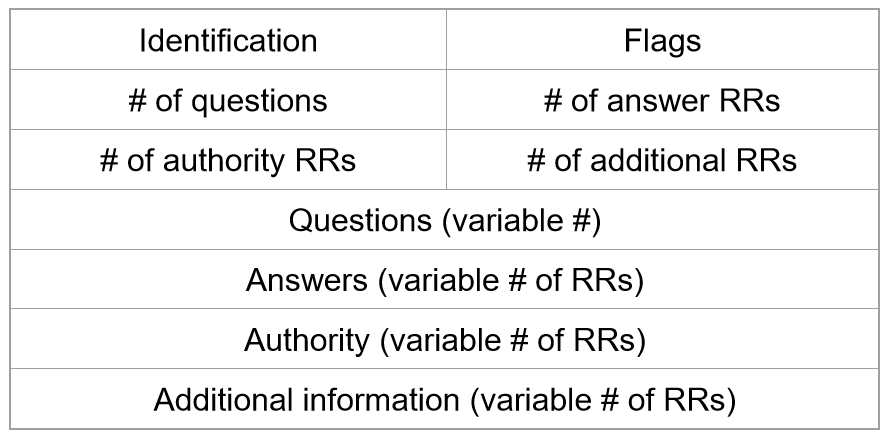 Identification
Flags
# of questions
# of answer RRs
# of authority RRs
# of additional RRs
Questions (variable #)
Answers (variable # of RRs)
Authority (variable # of RRs)
Additional information (variable # of RRs)